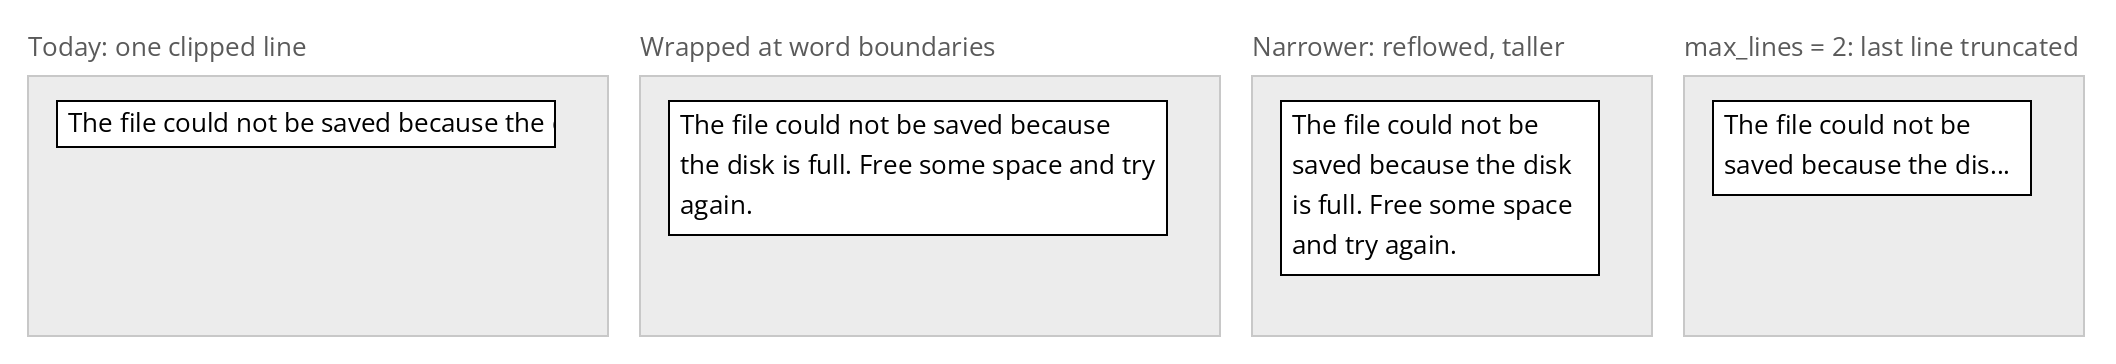 Today: one clipped line
The file could not be saved because the
Wrapped at word boundaries
The file could not be saved because
the disk is full. Free some space and try
again.
Narrower: reflowed, taller
The file could not be
saved because the disk
is full. Free some space
and try again.
max_lines = 2: last line truncated
The file could not be
saved because the dis...